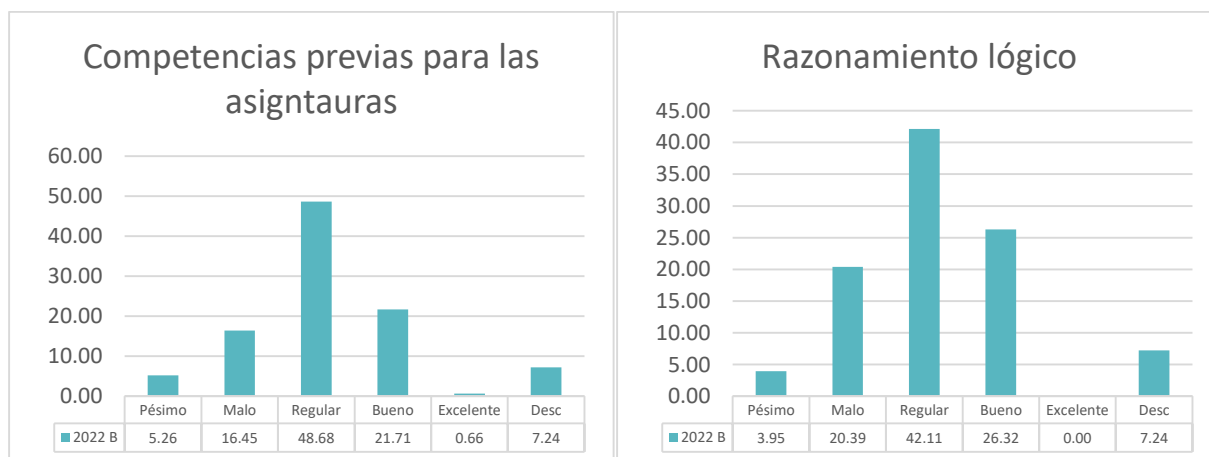 Competencias previas para las
asigntauras
60.00
50.00
40.00
30.00
20.00
10.00
0.00
Pésimo Malo Regular Bueno Excelente Desc
2022 B 5.26 16.45 48.68 21.71 0.66 7.24
Razonamiento lógico
45.00
40.00
35.00
30.00
25.00
20.00
15.00
10.00
5.00
0.00
Pésimo Malo Regular Bueno Excelente Desc
2022 B 3.95 20.39 42.11 26.32 0.00 7.24